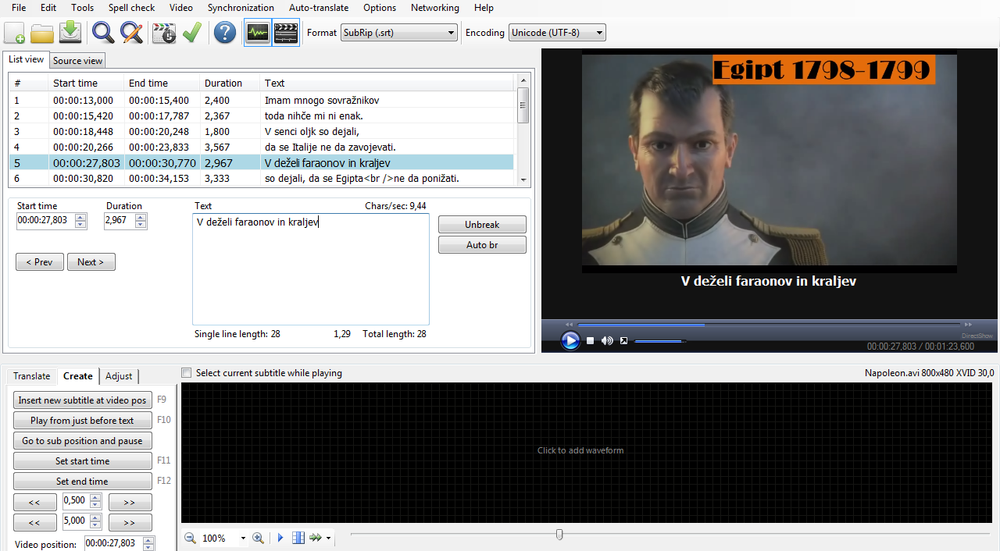 File Edit Tools Spell check Video Synchronization Auto-translate Options Networking Help
Format SubRip (.srt) Encoding Unicode (UTF-8)
List view Source view
# Start time End time Duration Text
1 00:00:13,000 00:00:15,400 2,400 Imam mnogo sovražnikov
2 00:00:15,420 00:00:17,787 2,367 toda nihče mi ni enak.
3 00:00:18,448 00:00:20,248 1,800 V senci oljk so dejali,
4 00:00:20,266 00:00:23,833 3,567 da se Italije ne da zavojevati.
5 00:00:27,803 00:00:30,770 2,967 V deželi faraonov in kraljev
6 00:00:30,820 00:00:34,153 3,333 so dejali, da se Egipta<br />ne da ponižati.
Start time Duration Text Chars/sec: 9,44
00:00:27,803 2,967 V deželi faraonov in kraljev
Unbreak
Auto br
< Prev Next >
Single line length: 28 1,29 Total length: 28
Egipt 1798-1799
V deželi faraonov in kraljev
DirectShow
00:00:27,803 / 00:01:23,600
Translate Create Adjust
Select current subtitle while playing
Napoleon.avi 800x480 XVID 30,0
Insert new subtitle at video pos F9
Play from just before text F10
Go to sub position and pause
Set start time F11
Set end time F12
<< 0,500 >>
<< 5,000 >>
Video position: 00:00:27,803
Click to add waveform
100%